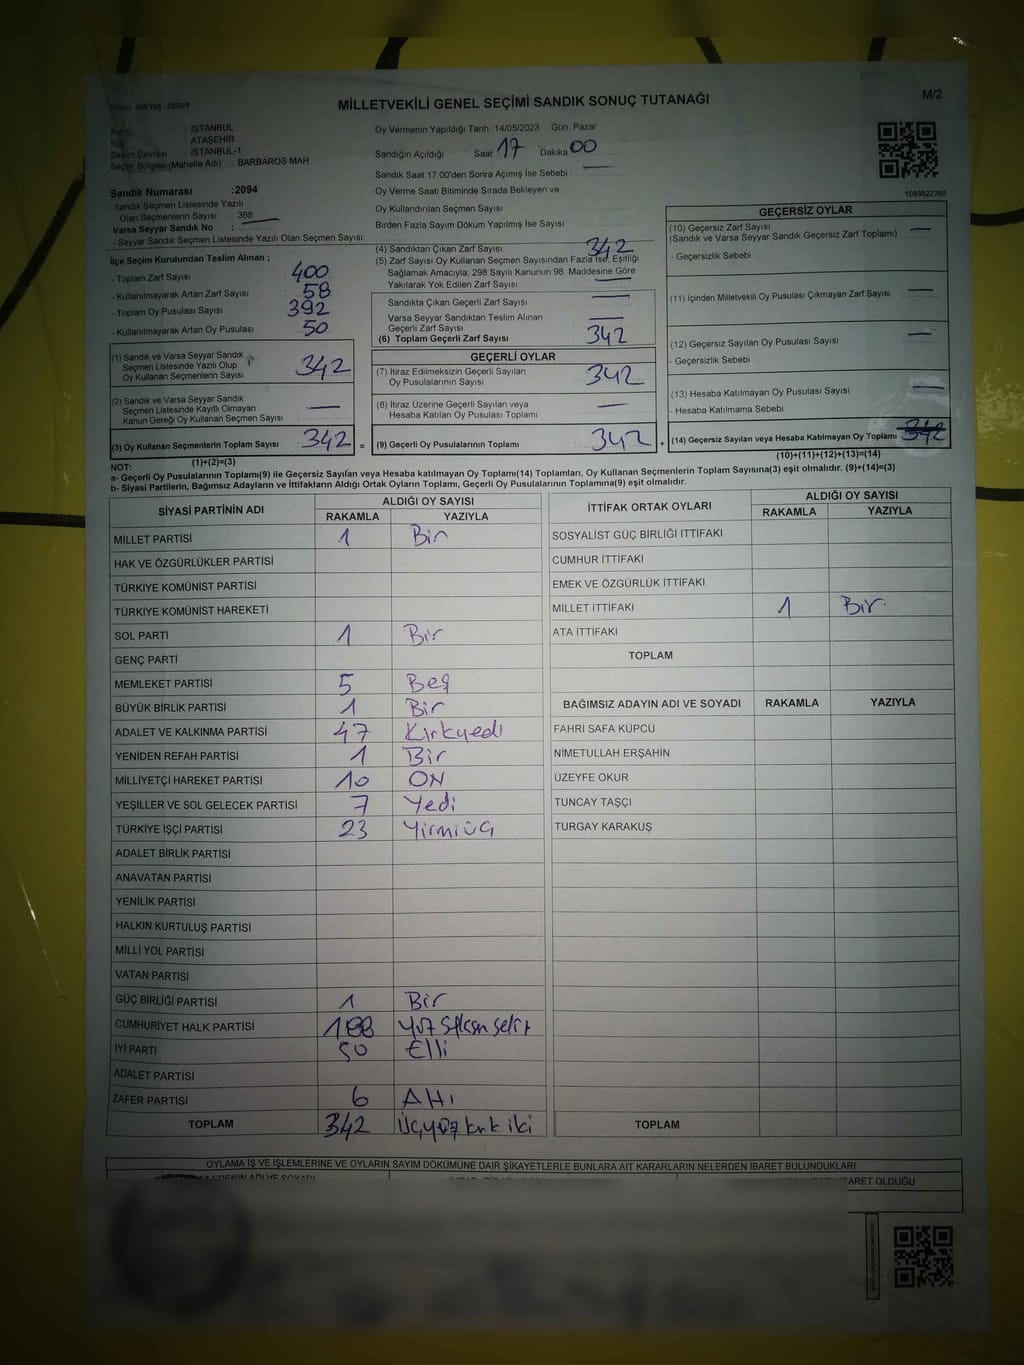 MİLLETVEKİLİ GENEL SEÇİMİ SANDIK SONUÇ TUTANAĞI
M/2
: İSTANBUL
ATAŞEHİR
Seçim Çevresi : İSTANBUL-1
Seçim Bölgesi (Mahalle Adı) : BARBAROS MAH
Sandık Numarası :2094
- Sandık Seçmen Listesinde Yazılı
Olan Seçmenlerin Sayısı : 368
Varsa Seyyar Sandık No :
- Seyyar Sandık Seçmen Listesinde Yazılı Olan Seçmen Sayısı:
Oy Vermenin Yapıldığı Tarih :14/05/2023 Gün Pazar
Sandığın Açıldığı Saat 17 Dakika 00
Sandık Saat 17.00'den Sonra Açımış İse Sebebi :
Oy Verme Saati Bitiminde Sırada Bekleyen ve
Oy Kullandırılan Seçmen Sayısı
Birden Fazla Sayım Döküm Yapılmış İse Sayısı
1083822760
İlçe Seçim Kurulundan Teslim Alınan ;
- Toplam Zarf Sayısı 400
- Kullanılmayarak Artan Zarf Sayısı 58
- Toplam Oy Pusulası Sayısı 392
- Kullanılmayarak Artan Oy Pusulası 50
(1) Sandık ve Varsa Seyyar Sandık
Seçmen Listesinde Yazılı Olup
Oy Kullanan Seçmenlerin Sayısı 342
(2) Sandık ve Varsa Seyyar Sandık
Seçmen Listesinde Kayıtlı Olmayan
Kanun Gereği Oy Kullanan Seçmen Sayısı —
(3) Oy Kullanan Seçmenlerin Toplam Sayısı 342 =
(1)+(2)=(3)
(4) Sandıktan Çıkan Zarf Sayısı 342
(5) Zarf Sayısı Oy Kullanan Seçmen Sayısından Fazla İse, Eşitliği
Sağlamak Amacıyla; 298 Sayılı Kanunun 98. Maddesine Göre
Yakılarak Yok Edilen Zarf Sayısı —
Sandıkta Çıkan Geçerli Zarf Sayısı —
Varsa Seyyar Sandıktan Teslim Alınan
Geçerli Zarf Sayısı —
(6) Toplam Geçerli Zarf Sayısı 342
GEÇERLİ OYLAR
(7) İtiraz Edilmeksizin Geçerli Sayılan
Oy Pusulalarının Sayısı 342
(8) İtiraz Üzerine Geçerli Sayılan veya
Hesaba Katılan Oy Pusulası Toplamı —
(9) Geçerli Oy Pusulalarının Toplamı 342 +
GEÇERSİZ OYLAR
(10) Geçersiz Zarf Sayısı —
(Sandık ve Varsa Seyyar Sandık Geçersiz Zarf Toplamı)
- Geçersizlik Sebebi
(11) İçinden Milletvekili Oy Pusulası Çıkmayan Zarf Sayısı —
(12) Geçersiz Sayılan Oy Pusulası Sayısı —
- Geçersizlik Sebebi
(13) Hesaba Katılmayan Oy Pusulası Sayısı —
- Hesaba Katılmama Sebebi
(14) Geçersiz Sayılan veya Hesaba Katılmayan Oy Toplamı 342
(10)+(11)+(12)+(13)=(14)
NOT:
a- Geçerli Oy Pusulalarının Toplamı(9) ile Geçersiz Sayılan veya Hesaba katılmayan Oy Toplamı(14) Toplamları, Oy Kullanan Seçmenlerin Toplam Sayısına(3) eşit olmalıdır. (9)+(14)=(3)
b- Siyasi Partilerin, Bağımsız Adayların ve İttifakların Aldığı Ortak Oyların Toplamı, Geçerli Oy Pusulalarının Toplamına(9) eşit olmalıdır.
SİYASİ PARTİNİN ADI ALDIĞI OY SAYISI
RAKAMLA YAZIYLA
MİLLET PARTİSİ 1 Bir
HAK VE ÖZGÜRLÜKLER PARTİSİ
TÜRKİYE KOMÜNİST PARTİSİ
TÜRKİYE KOMÜNİST HAREKETİ
SOL PARTİ 1 Bir
GENÇ PARTİ
MEMLEKET PARTİSİ 5 Beş
BÜYÜK BİRLİK PARTİSİ 1 Bir
ADALET VE KALKINMA PARTİSİ 47 Kirkyedi
YENİDEN REFAH PARTİSİ 1 Bir
MİLLİYETÇİ HAREKET PARTİSİ 10 ON
YEŞİLLER VE SOL GELECEK PARTİSİ 7 Yedi
TÜRKİYE İŞÇİ PARTİSİ 23 Yirmiüç
ADALET BİRLİK PARTİSİ
ANAVATAN PARTİSİ
YENİLİK PARTİSİ
HALKIN KURTULUŞ PARTİSİ
MİLLİ YOL PARTİSİ
VATAN PARTİSİ
GÜÇ BİRLİĞİ PARTİSİ 1 Bir
CUMHURİYET HALK PARTİSİ 188
İYİ PARTİ 50 Elli
ADALET PARTİSİ
ZAFER PARTİSİ 6 Altı
TOPLAM 342 Üçyüz kırk iki
İTTİFAK ORTAK OYLARI ALDIĞI OY SAYISI
RAKAMLA YAZIYLA
SOSYALİST GÜÇ BİRLİĞİ İTTİFAKI
CUMHUR İTTİFAKI
EMEK VE ÖZGÜRLÜK İTTİFAKI
MİLLET İTTİFAKI 1 Bir
ATA İTTİFAKI
TOPLAM
BAĞIMSIZ ADAYIN ADI VE SOYADI RAKAMLA YAZIYLA
FAHRİ SAFA KÜPCÜ
NİMETULLAH ERŞAHİN
ÜZEYFE OKUR
TUNCAY TAŞÇI
TURGAY KARAKUŞ
TOPLAM
OYLAMA İŞ VE İŞLEMLERİNE VE OYLARIN SAYIM DÖKÜMÜNE DAİR ŞİKAYETLERLE BUNLARA AİT KARARLARIN NELERDEN İBARET BULUNDUKLARI
EDENİN ADI VE SOYADI
İBARET OLDUĞU